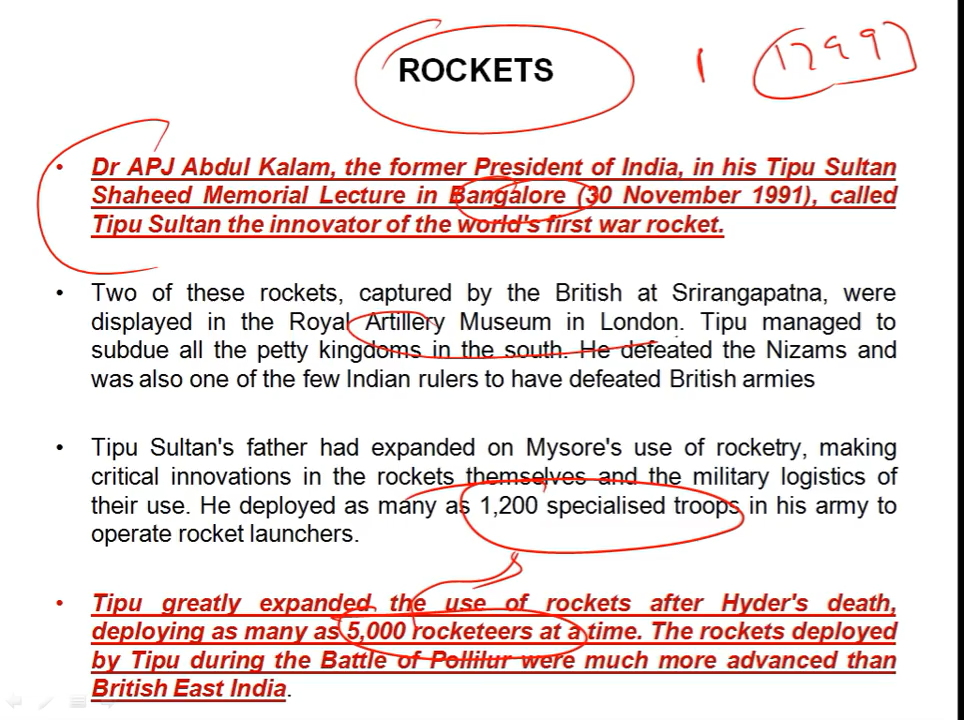 ROCKETS
1799
• Dr APJ Abdul Kalam, the former President of India, in his Tipu Sultan
Shaheed Memorial Lecture in Bangalore (30 November 1991), called
Tipu Sultan the innovator of the world's first war rocket.
• Two of these rockets, captured by the British at Srirangapatna, were
displayed in the Royal Artillery Museum in London. Tipu managed to
subdue all the petty kingdoms in the south. He defeated the Nizams and
was also one of the few Indian rulers to have defeated British armies
• Tipu Sultan's father had expanded on Mysore's use of rocketry, making
critical innovations in the rockets themselves and the military logistics of
their use. He deployed as many as 1,200 specialised troops in his army to
operate rocket launchers.
• Tipu greatly expanded the use of rockets after Hyder's death,
deploying as many as 5,000 rocketeers at a time. The rockets deployed
by Tipu during the Battle of Pollilur were much more advanced than
British East India.